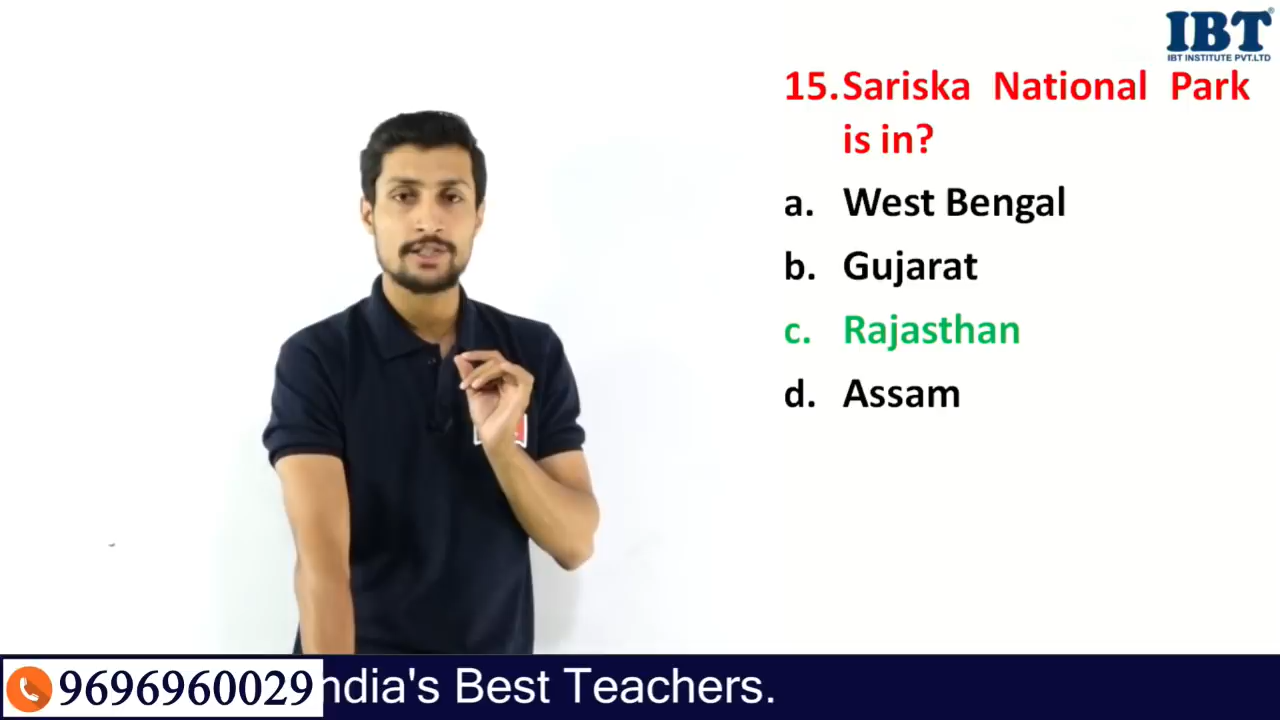 IBT
IBT INSTITUTE PVT.LTD
15. Sariska National Park
is in?
a. West Bengal
b. Gujarat
c. Rajasthan
d. Assam
9696960029 ndia's Best Teachers.